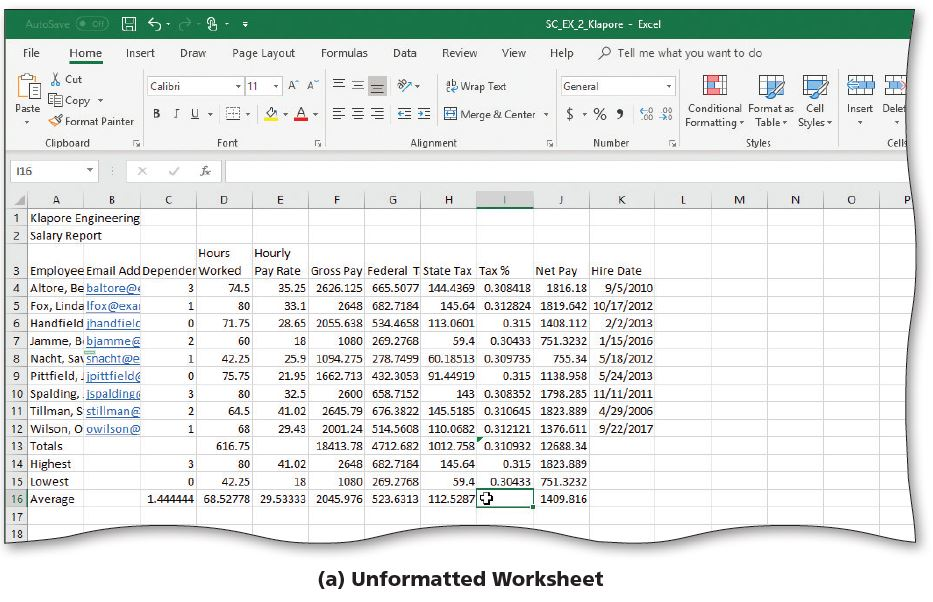 AutoSave Off SC_EX_2_Klapore - Excel
File Home Insert Draw Page Layout Formulas Data Review View Help Tell me what you want to do
Paste Cut Copy Format Painter
Calibri 11 A A
B I U A
ab Wrap Text
Merge & Center
General
$ % ,
Conditional Formatting Format as Table Cell Styles Insert Delet
Clipboard Font Alignment Number Styles Cells
I16 fx
A B C D E F G H I J K L M N O P
1 Klapore Engineering
2 Salary Report
Hours Hourly
3 Employee Email Add Depender Worked Pay Rate Gross Pay Federal T State Tax Tax % Net Pay Hire Date
4 Altore, Be baltore@e 3 74.5 35.25 2626.125 665.5077 144.4369 0.308418 1816.18 9/5/2010
5 Fox, Linda lfox@exa 1 80 33.1 2648 682.7184 145.64 0.312824 1819.642 10/17/2012
6 Handfield jhandfield 0 71.75 28.65 2055.638 534.4658 113.0601 0.315 1408.112 2/2/2013
7 Jamme, B bjamme@ 2 60 18 1080 269.2768 59.4 0.30433 751.3232 1/15/2016
8 Nacht, Sav snacht@e 1 42.25 25.9 1094.275 278.7499 60.18513 0.309735 755.34 5/18/2012
9 Pittfield, J jpittfield@ 0 75.75 21.95 1662.713 432.3053 91.44919 0.315 1138.958 5/24/2013
10 Spalding, jspalding@ 3 80 32.5 2600 658.7152 143 0.308352 1798.285 11/11/2011
11 Tillman, S stillman@ 2 64.5 41.02 2645.79 676.3822 145.5185 0.310645 1823.889 4/29/2006
12 Wilson, O owilson@ 1 68 29.43 2001.24 514.5608 110.0682 0.312121 1376.611 9/22/2017
13 Totals 616.75 18413.78 4712.682 1012.758 0.310932 12688.34
14 Highest 3 80 41.02 2648 682.7184 145.64 0.315 1823.889
15 Lowest 0 42.25 18 1080 269.2768 59.4 0.30433 751.3232
16 Average 1.444444 68.52778 29.53333 2045.976 523.6313 112.5287 1409.816
17
18
(a) Unformatted Worksheet